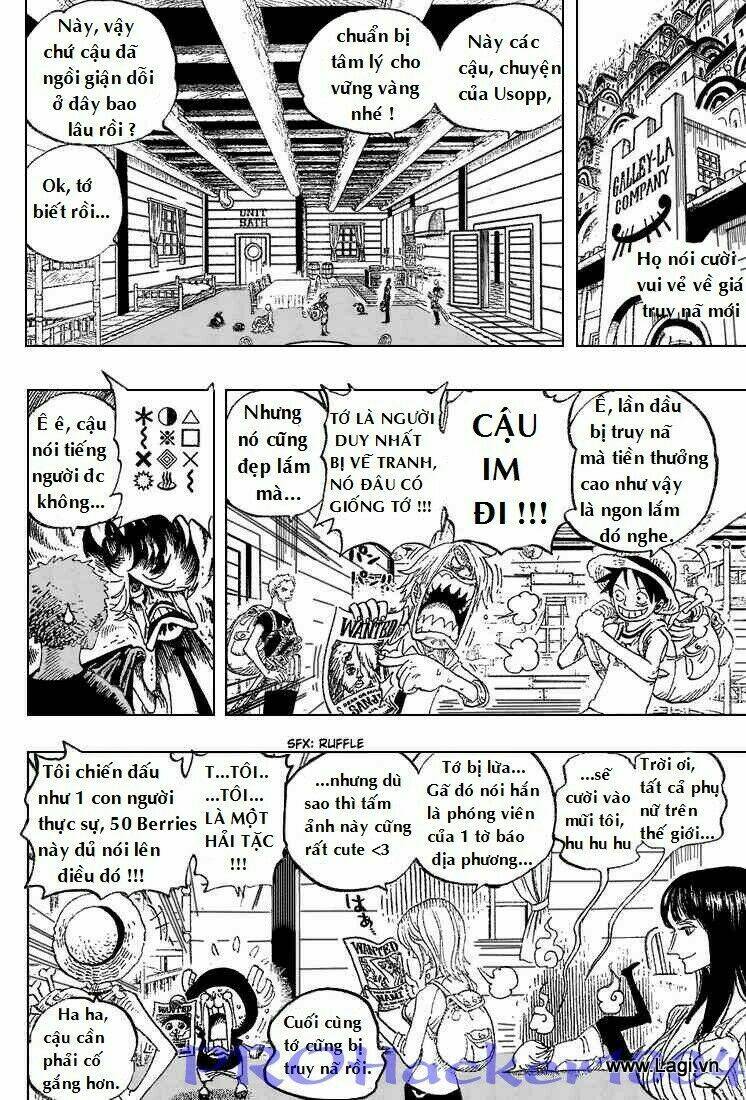 GALLEY-LA
COMPANY
Họ nói cười
vui vẻ về giá
truy nã mới
Này các
cậu, chuyện
của Usopp,
chuẩn bị
tâm lý cho
vững vàng
nhé !
Này, vậy
chứ cậu đã
ngồi giận dỗi
ở đây bao
lâu rồi ?
Ok, tớ
biết rồi...
UNIT
BATH
Ê, lần đầu
bị truy nã
mà tiền thưởng
cao như vậy
là ngon lắm
đó nghe.
CẬU
IM
ĐI !!!
TỚ LÀ NGƯỜI
DUY NHẤT
BỊ VẼ TRANH,
NÓ ĐÂU CÓ
GIỐNG TỚ !!!
Nhưng
nó cũng
đẹp lắm
mà...
WANTED
SANJI
Ê ê, cậu
nói tiếng
người đc
không...
SFX: RUFFLE
Trời ơi,
tất cả phụ
nữ trên
thế giới...
...sẽ
cười vào
mũi tôi,
hu hu hu
Tớ bị lừa...
Gã đó nói hắn
là phóng viên
của 1 tờ báo
địa phương...
...nhưng dù
sao thì tấm
ảnh này cũng
rất cute <3
WANTED
NAMI
Cuối cùng
tớ cũng bị
truy nã rồi.
T...TÔI..
...TÔI...
LÀ MỘT
HẢI TẶC
!!!
Tôi chiến đấu
như 1 con người
thực sự, 50 Berries
này đủ nói lên
điều đó !!!
WANTED
Ha ha,
cậu cần
phải cố
gắng hơn.
PROHacker1004
www.Lagi.vn